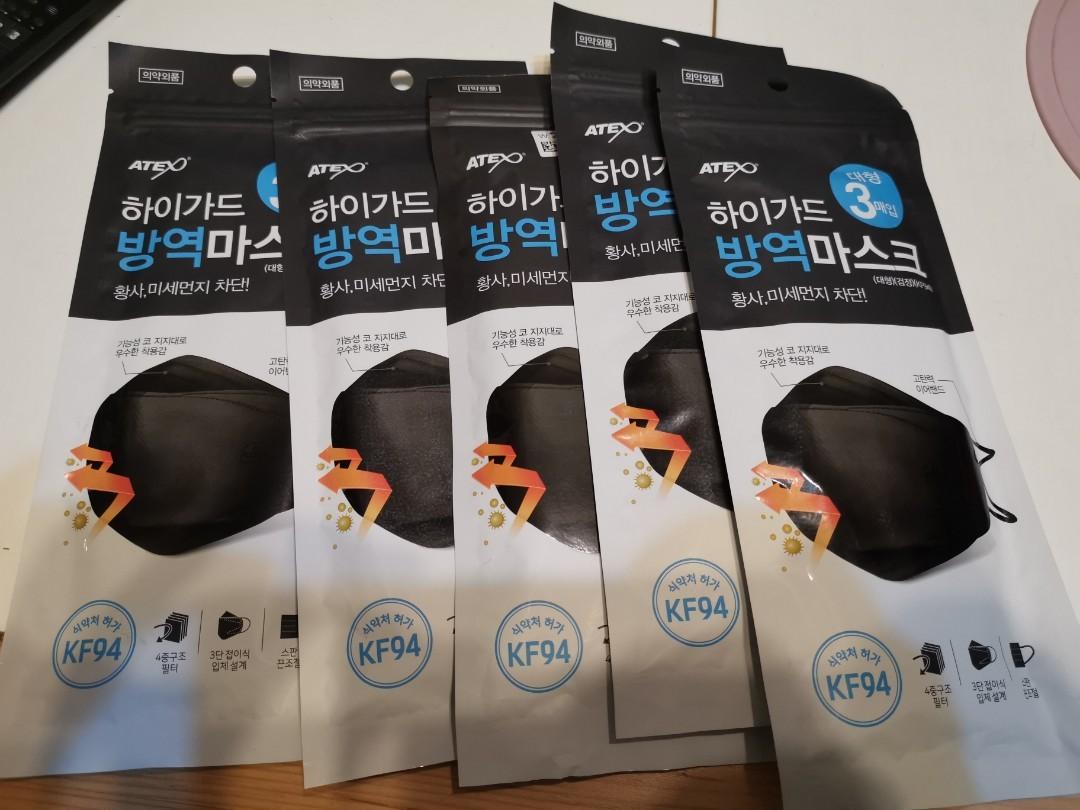 의약외품
ATEXO
하이가드
방역마스
황사,미세먼지 차단!
기능성 코 지지대로
우수한 착용감
식약처 허가
KF94
4중구조
필터
3단 접이식
입체 설계
의약외품
ATEXO
하이가드
방역
황사,미세먼지 차단
기능성 코 지지대로
우수한 착용감
식약처 허가
KF94
의약외품
ATEXO
하이가
방역
황사,미세먼지
기능성 코 지지대로
우수한 착용감
식약처 허가
KF94
의약외품
ATEXO
하이가
방역
황사,미세먼
기능성 코 지지대로
우수한 착용감
식약처 허가
KF94
의약외품
ATEXO
대형
3매입
하이가드
방역마스크
황사,미세먼지 차단!
기능성 코 지지대로
우수한 착용감
고탄력
이어밴드
식약처 허가
KF94
4중구조
필터
3단 접이식
입체 설계